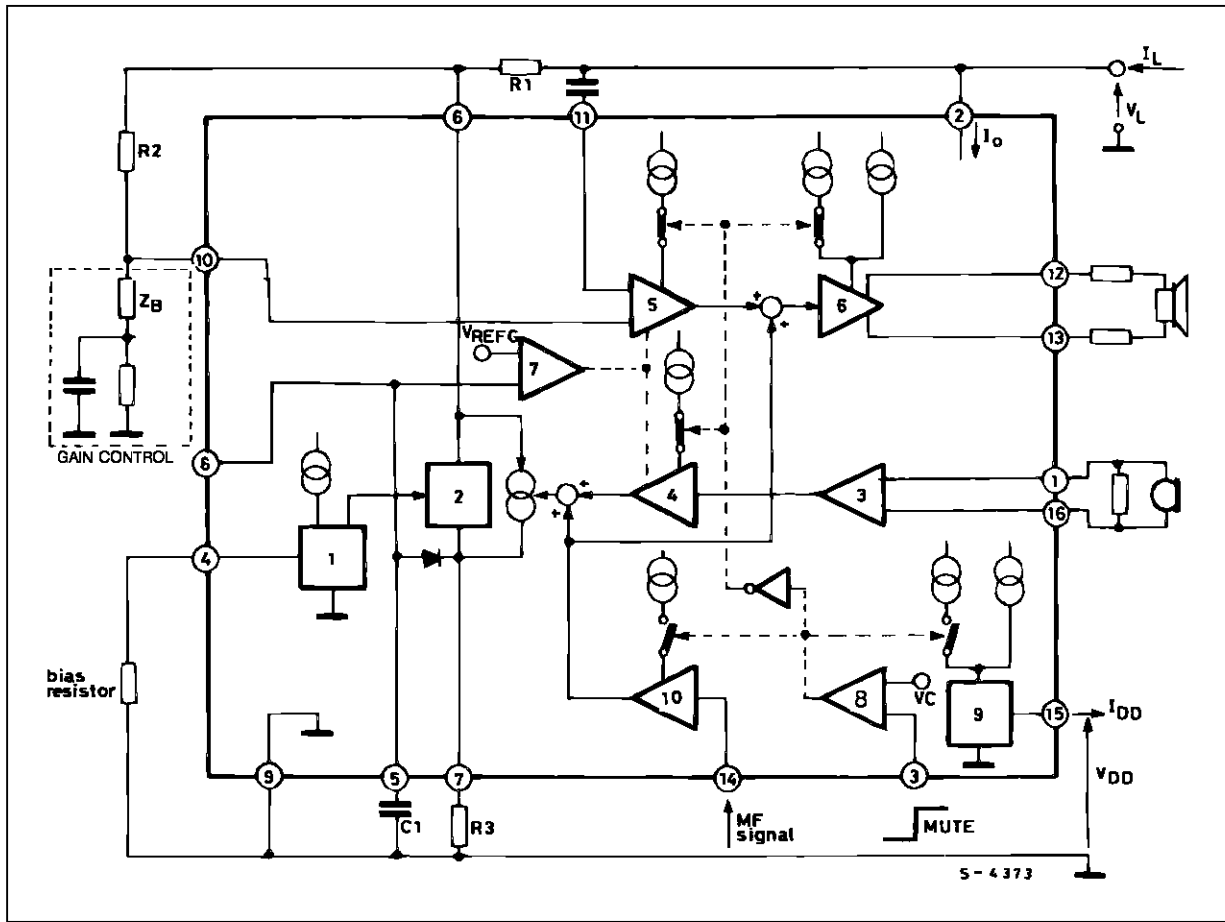 I_L
R1
6
11
2
V_L
I_o
R2
10
5
+
+
6
12
13
Z_B
V_REFG
7
GAIN CONTROL
6
2
+
+
4
3
1
16
4
1
bias
resistor
10
8
VC
9
15
I_DD
9
5
7
14
3
V_DD
C1
R3
MF
signal
MUTE
S-4373